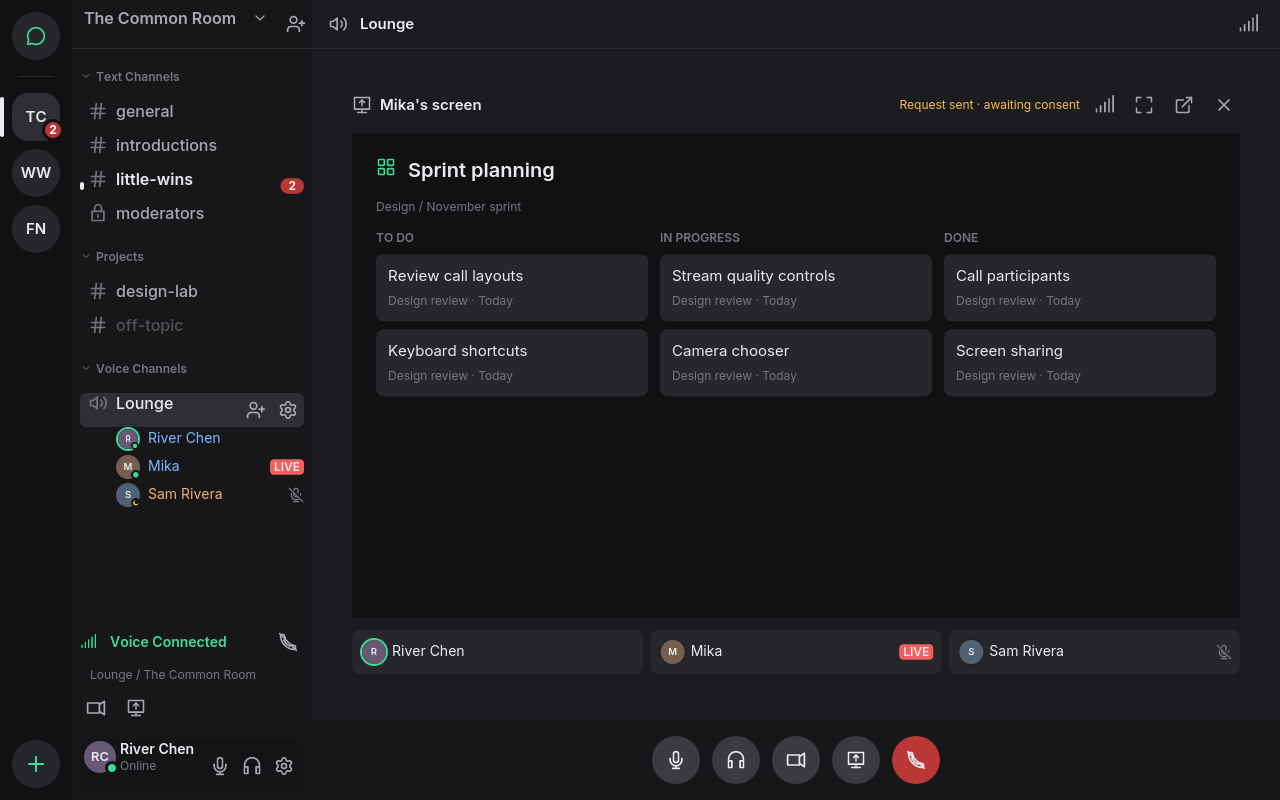 The Common Room
Lounge
TC
2
WW
FN
Text Channels
general
introductions
little-wins
2
moderators
Projects
design-lab
off-topic
Voice Channels
Lounge
R
River Chen
M
Mika
LIVE
S
Sam Rivera
Voice Connected
Lounge / The Common Room
RC
River Chen
Online
Mika's screen
Request sent · awaiting consent
Sprint planning
Design / November sprint
TO DO
IN PROGRESS
DONE
Review call layouts
Stream quality controls
Call participants
Design review · Today
Design review · Today
Design review · Today
Keyboard shortcuts
Camera chooser
Screen sharing
Design review · Today
Design review · Today
Design review · Today
R
River Chen
M
Mika
LIVE
S
Sam Rivera